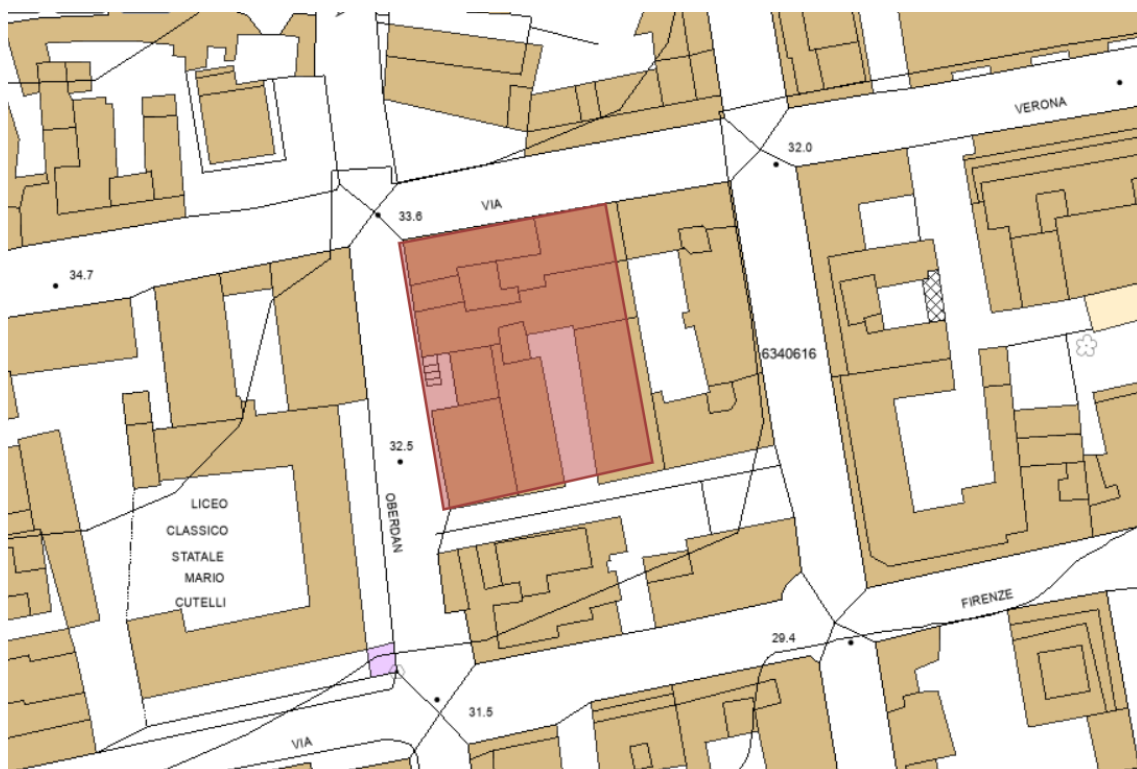 VERONA
32.0
VIA
33.6
34.7
6340616
32.5
OBERDAN
LICEO
CLASSICO
STATALE
MARIO
CUTELLI
FIRENZE
29.4
31.5
VIA